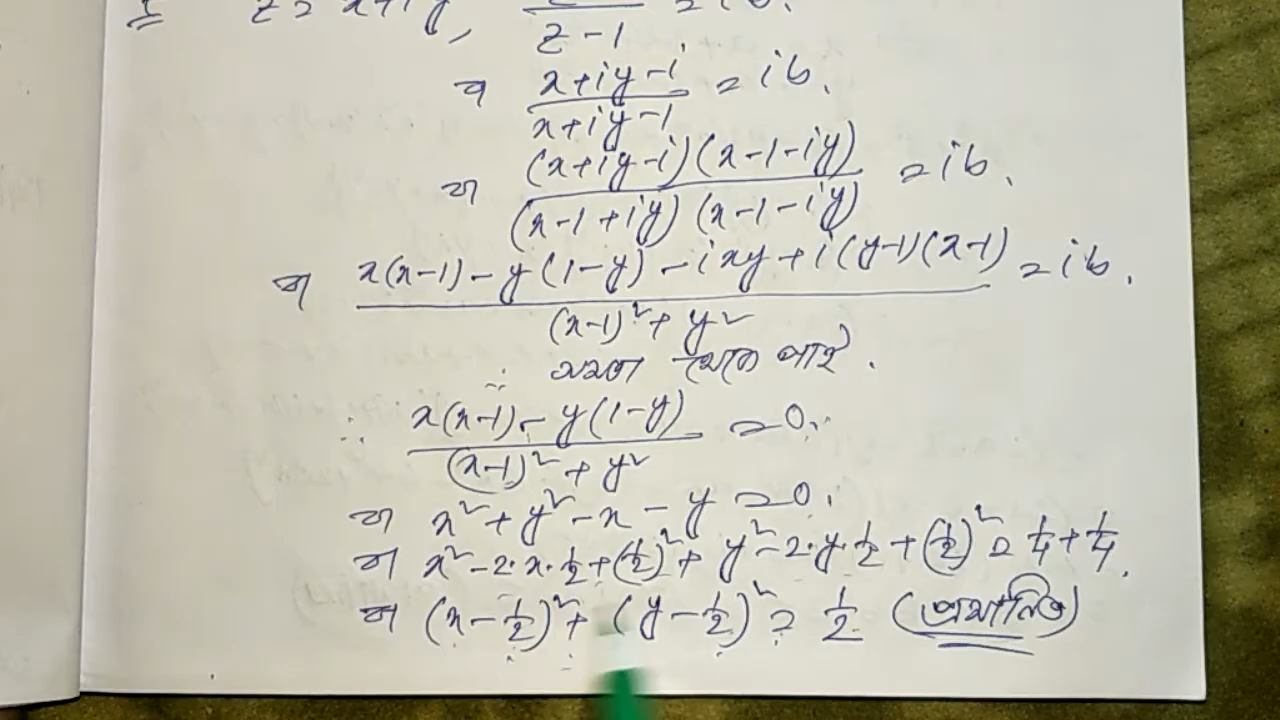 z = x+iy,
z-1
বা (x+iy-i)/(x+iy-1) = ib.
বা ((x+iy-i)(x-1-iy))/((x-1+iy)(x-1-iy)) = ib.
বা (x(x-1)-y(1-y)-ixy+i(y-1)(x-1))/((x-1)²+y²) = ib.
∴
∴ (x(x-1)-y(1-y))/((x-1)²+y²) = 0.
বা x²+y²-x-y = 0.
বা x²-2·x·½+(½)²+y²-2·y·½+(½)² = ¼+¼.
বা (x-½)²+(y-½)² = ½ (প্রমাণিত)